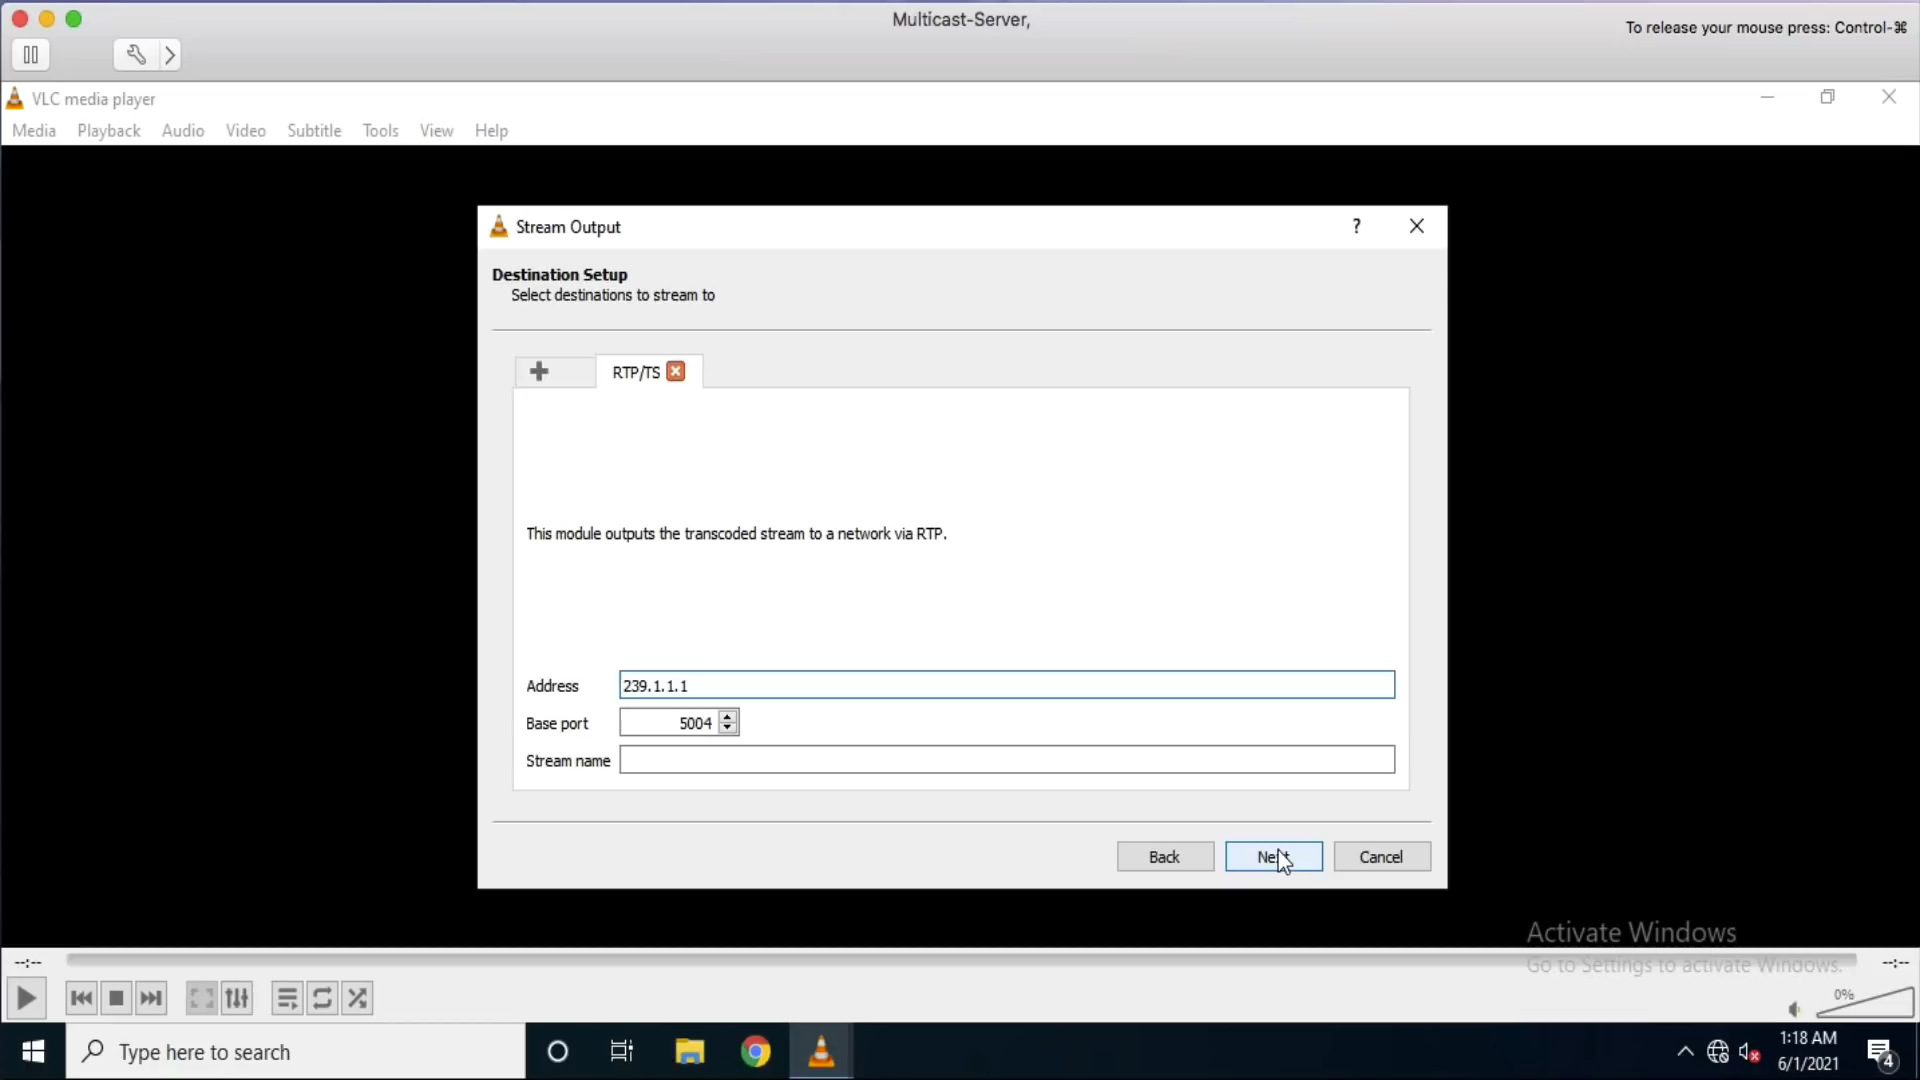 Multicast-Server,
To release your mouse press: Control-⌘
VLC media player
Media Playback Audio Video Subtitle Tools View Help
Stream Output
?
Destination Setup
Select destinations to stream to
RTP/TS
This module outputs the transcoded stream to a network via RTP.
Address 239.1.1.1
Base port 5004
Stream name
Back Next Cancel
Activate Windows
Go to Settings to activate Windows.
--:-- --:--
0%
Type here to search
1:18 AM
6/1/2021
4